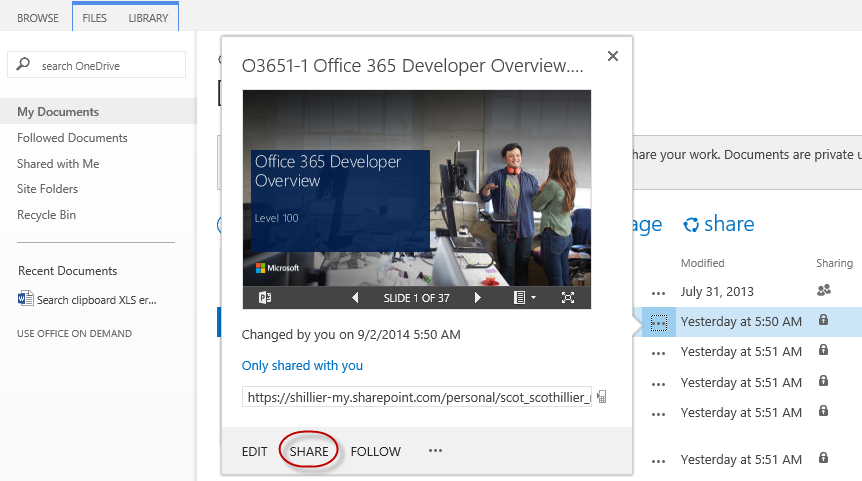 BROWSE FILES LIBRARY
search OneDrive
My Documents
Followed Documents
Shared with Me
Site Folders
Recycle Bin
Recent Documents
Search clipboard XLS er...
USE OFFICE ON DEMAND
O3651-1 Office 365 Developer Overview....
Office 365 Developer
Overview
Level 100
Microsoft
SLIDE 1 OF 37
Changed by you on 9/2/2014 5:50 AM
Only shared with you
https://shillier-my.sharepoint.com/personal/scot_scothillier_
EDIT SHARE FOLLOW ...
hare your work. Documents are private u
age share
Modified Sharing
... July 31, 2013
... Yesterday at 5:50 AM
... Yesterday at 5:51 AM
... Yesterday at 5:51 AM
... Yesterday at 5:51 AM
... Yesterday at 5:51 AM